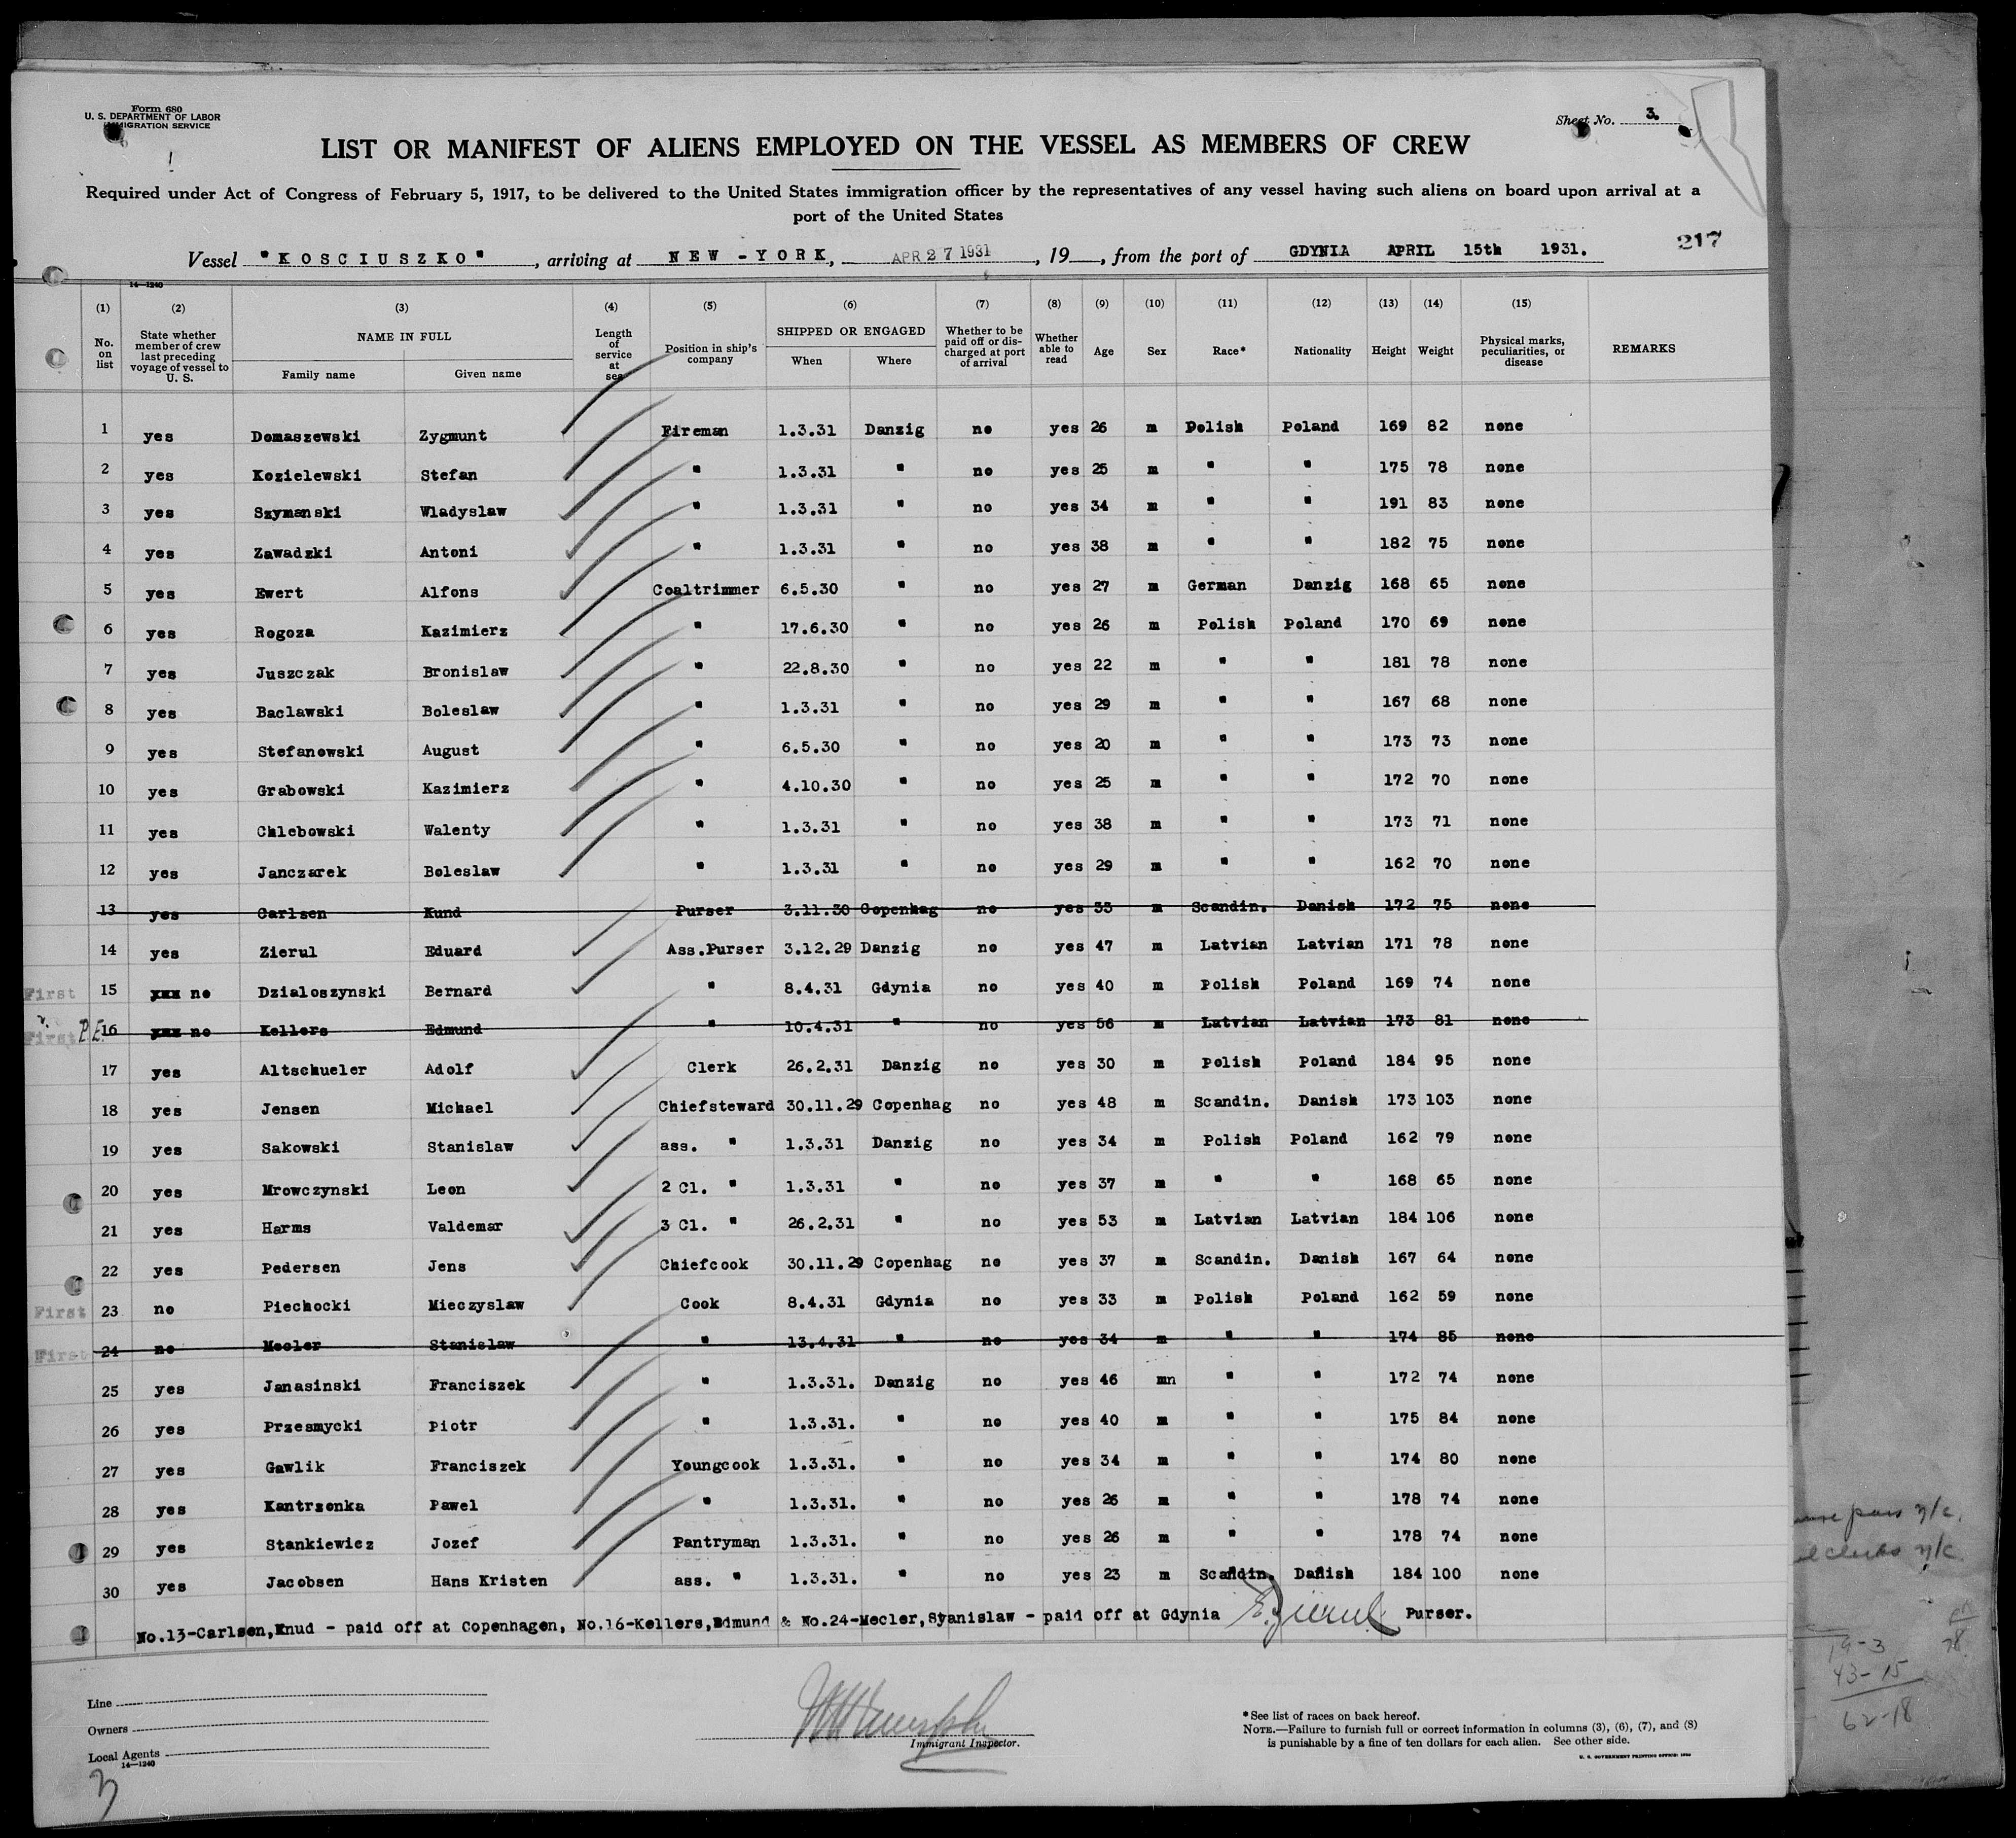 Form 680
U. S. DEPARTMENT OF LABOR
IMMIGRATION SERVICE
Sheet No. 3.
LIST OR MANIFEST OF ALIENS EMPLOYED ON THE VESSEL AS MEMBERS OF CREW
Required under Act of Congress of February 5, 1917, to be delivered to the United States immigration officer by the representatives of any vessel having such aliens on board upon arrival at a
port of the United States
217
Vessel "KOSCIUSZKO", arriving at NEW-YORK, APR 27 1931, 19 , from the port of GDYNIA APRIL 15th 1931.
14—1240
(1) (2) (3) (4) (5) (6) (7) (8) (9) (10) (11) (12) (13) (14) (15)
No. on list | State whether member of crew last preceding voyage of vessel to U. S. | NAME IN FULL | Family name | Given name | Length of service at sea | Position in ship's company | SHIPPED OR ENGAGED | When | Where | Whether to be paid off or discharged at port of arrival | Whether able to read | Age | Sex | Race* | Nationality | Height | Weight | Physical marks, peculiarities, or disease | REMARKS
1 yes Domaszewski Zygmunt Fireman 1.3.31 Danzig no yes 26 m Polish Poland 169 82 none
2 yes Kozielewski Stefan " 1.3.31 " no yes 25 m " " 175 78 none
3 yes Szymanski Wladyslaw " 1.3.31 " no yes 34 m " " 191 83 none
4 yes Zawadzki Antoni " 1.3.31 " no yes 38 m " " 182 75 none
5 yes Ewert Alfons Coaltrimmer 6.5.30 " no yes 27 m German Danzig 168 65 none
6 yes Rogoza Kazimierz " 17.6.30 " no yes 26 m Polish Poland 170 69 none
7 yes Juszczak Bronislaw " 22.8.30 " no yes 22 m " " 181 78 none
8 yes Baclawski Boleslaw " 1.3.31 " no yes 29 m " " 167 68 none
9 yes Stefanowski August " 6.5.30 " no yes 20 m " " 173 73 none
10 yes Grabowski Kazimierz " 4.10.30 " no yes 25 m " " 172 70 none
11 yes Chlebowski Walenty " 1.3.31 " no yes 38 m " " 173 71 none
12 yes Janczarek Boleslaw " 1.3.31 " no yes 29 m " " 162 70 none
13 yes Carlsen Kund Purser 3.11.30 Copenhag no yes 33 m Scandin. Danish 172 75 none
14 yes Zierul Eduard Ass.Purser 3.12.29 Danzig no yes 47 m Latvian Latvian 171 78 none
First 15 xxx no Dzialoszynski Bernard " 8.4.31 Gdynia no yes 40 m Polish Poland 169 74 none
First P.E. 16 xxx no Kellers Edmund " 10.4.31 " no yes 56 m Latvian Latvian 173 81 none
17 yes Altschueler Adolf Clerk 26.2.31 Danzig no yes 30 m Polish Poland 184 95 none
18 yes Jensen Michael Chiefsteward 30.11.29 Copenhag no yes 48 m Scandin. Danish 173 103 none
19 yes Sakowski Stanislaw ass. " 1.3.31 Danzig no yes 34 m Polish Poland 162 79 none
20 yes Mrowczynski Leon 2 Cl. " 1.3.31 " no yes 37 m " " 168 65 none
21 yes Harms Valdemar 3 Cl. " 26.2.31 " no yes 53 m Latvian Latvian 184 106 none
22 yes Pedersen Jens Chiefcook 30.11.29 Copenhag no yes 37 m Scandin. Danish 167 64 none
First 23 no Piechocki Mieczyslaw Cook 8.4.31 Gdynia no yes 33 m Polish Poland 162 59 none
First 24 no Mecler Stanislaw " 13.4.31 " no yes 34 m " " 174 85 none
25 yes Janasinski Franciszek " 1.3.31. Danzig no yes 46 mn " " 172 74 none
26 yes Przesmycki Piotr " 1.3.31. " no yes 40 m " " 175 84 none
27 yes Gawlik Franciszek Youngcook 1.3.31. " no yes 34 m " " 174 80 none
28 yes Kantrzonka Pawel " 1.3.31. " no yes 26 m " " 178 74 none
29 yes Stankiewicz Jozef Pantryman 1.3.31. " no yes 26 m " " 178 74 none
30 yes Jacobsen Hans Kristen ass. " 1.3.31. " no yes 23 m Scandin. Danish 184 100 none
No.13-Carlsen,Knud - paid off at Copenhagen, No.16-Kellers,Edmund & No.24-Mecler,Styanislaw - paid off at Gdynia E. Zierul Purser.
Line
Owners
Local Agents
14—1240
3
Immigrant Inspector.
*See list of races on back hereof.
NOTE.—Failure to furnish full or correct information in columns (3), (6), (7), and (8)
is punishable by a fine of ten dollars for each alien. See other side.
U. S. GOVERNMENT PRINTING OFFICE
pass n/c.
clerks n/c
19-3
43-15
62-18